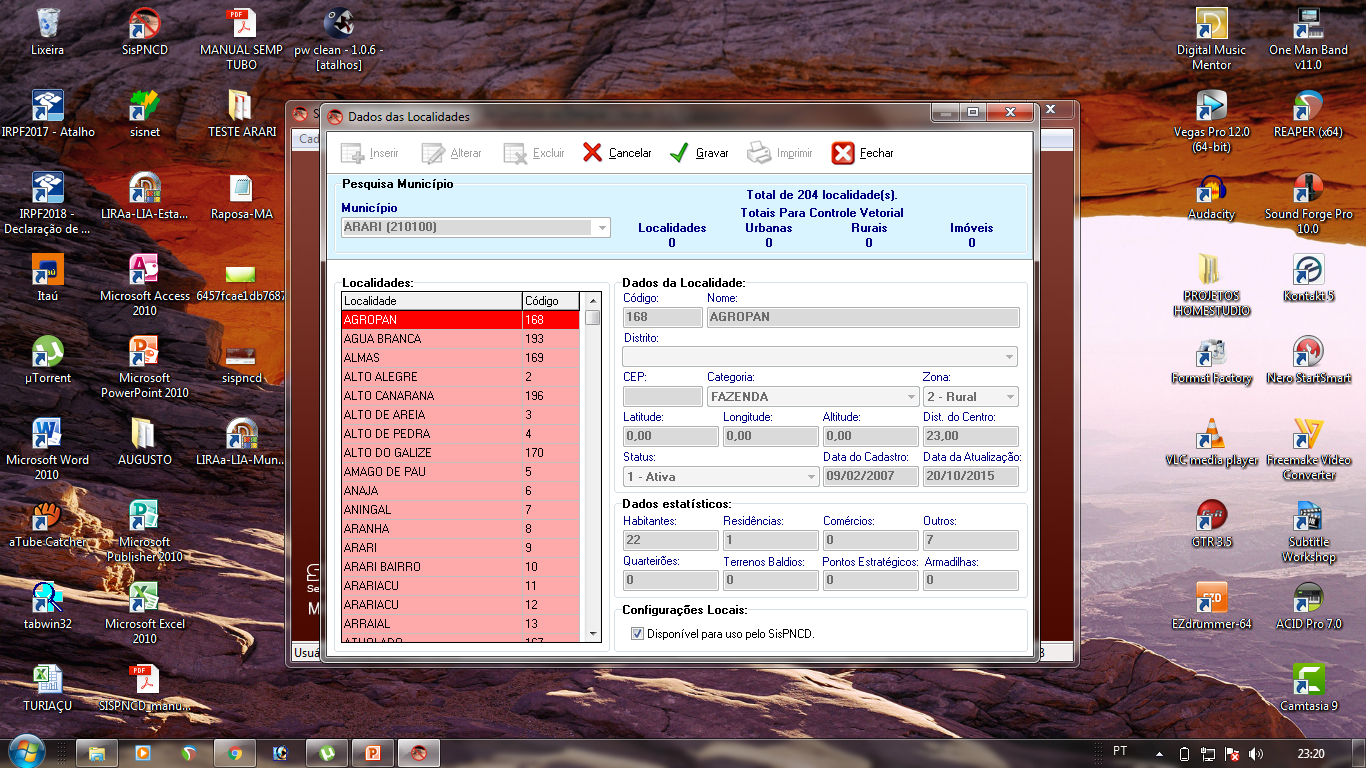 Lixeira
SisPNCD
MANUAL SEMP TUBO
pw clean - 1.0.6 - [atalhos]
Digital Music Mentor
One Man Band v11.0
IRPF2017 - Atalho
sisnet
TESTE ARARI
Vegas Pro 12.0 (64-bit)
REAPER (x64)
IRPF2018 - Declaração de ...
LIRAa-LIA-Esta...
Raposa-MA
Audacity
Sound Forge Pro 10.0
Itaú
Microsoft Access 2010
6457fcae1db7687
PROJETOS HOMESTUDIO
Kontakt 5
µTorrent
Microsoft PowerPoint 2010
sispncd
Format Factory
Nero StartSmart
Microsoft Word 2010
AUGUSTO
LIRAa-LIA-Mun...
VLC media player
Freemake Video Converter
aTube Catcher
Microsoft Publisher 2010
GTR 3.5
Subtitle Workshop
tabwin32
Microsoft Excel 2010
EZdrummer-64
ACID Pro 7.0
TURIAÇU
SISPNCD_manu...
Camtasia 9
Dados das Localidades
Cad
Inserir Alterar Excluir Cancelar Gravar Imprimir Fechar
Pesquisa Município
Município
ARARI (210100)
Total de 204 localidade(s).
Totais Para Controle Vetorial
Localidades Urbanas Rurais Imóveis
0 0 0 0
Localidades:
Localidade Código
AGROPAN 168
AGUA BRANCA 193
ALMAS 169
ALTO ALEGRE 2
ALTO CANARANA 196
ALTO DE AREIA 3
ALTO DE PEDRA 4
ALTO DO GALIZE 170
AMAGO DE PAU 5
ANAJA 6
ANINGAL 7
ARANHA 8
ARARI 9
ARARI BAIRRO 10
ARARIACU 11
ARARIACU 12
ARRAIAL 13
Dados da Localidade:
Código: Nome:
168 AGROPAN
Distrito:
CEP: Categoria: Zona:
FAZENDA 2 - Rural
Latitude: Longitude: Altitude: Dist. do Centro:
0,00 0,00 0,00 23,00
Status: Data do Cadastro: Data da Atualização:
1 - Ativa 09/02/2007 20/10/2015
Dados estatísticos:
Habitantes: Residências: Comércios: Outros:
22 1 0 7
Quarteirões: Terrenos Baldios: Pontos Estratégicos: Armadilhas:
0 0 0 0
Configurações Locais:
Disponível para uso pelo SisPNCD.
Usuá
PT
23:20